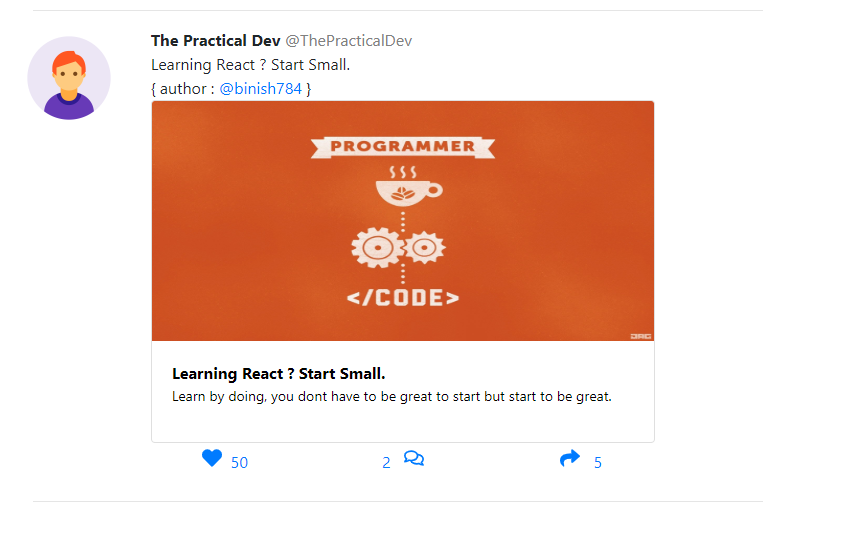 The Practical Dev @ThePracticalDev
Learning React ? Start Small.
{ author : @binish784 }
PROGRAMMER
</CODE>
Learning React ? Start Small.
Learn by doing, you dont have to be great to start but start to be great.
50 2 5